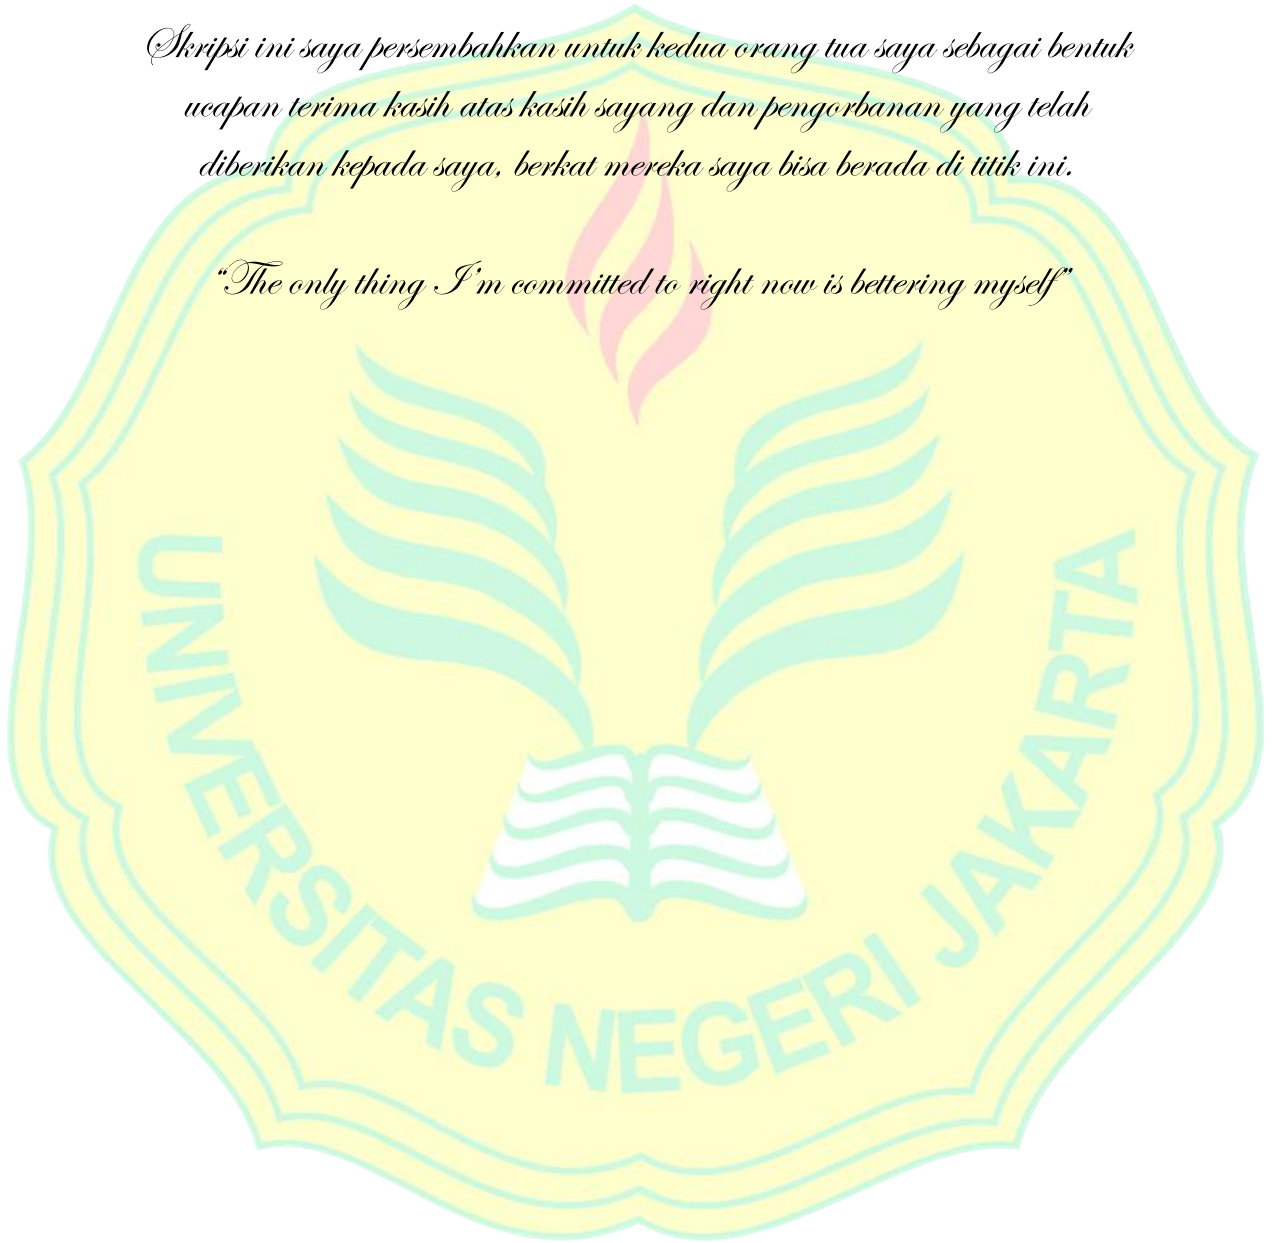 Skripsi ini saya persembahkan untuk kedua orang tua saya sebagai bentuk
ucapan terima kasih atas kasih sayang dan pengorbanan yang telah
diberikan kepada saya, berkat mereka saya bisa berada di titik ini.
“The only thing I’m committed to right now is bettering myself”
UNIVERSITAS NEGERI JAKARTA